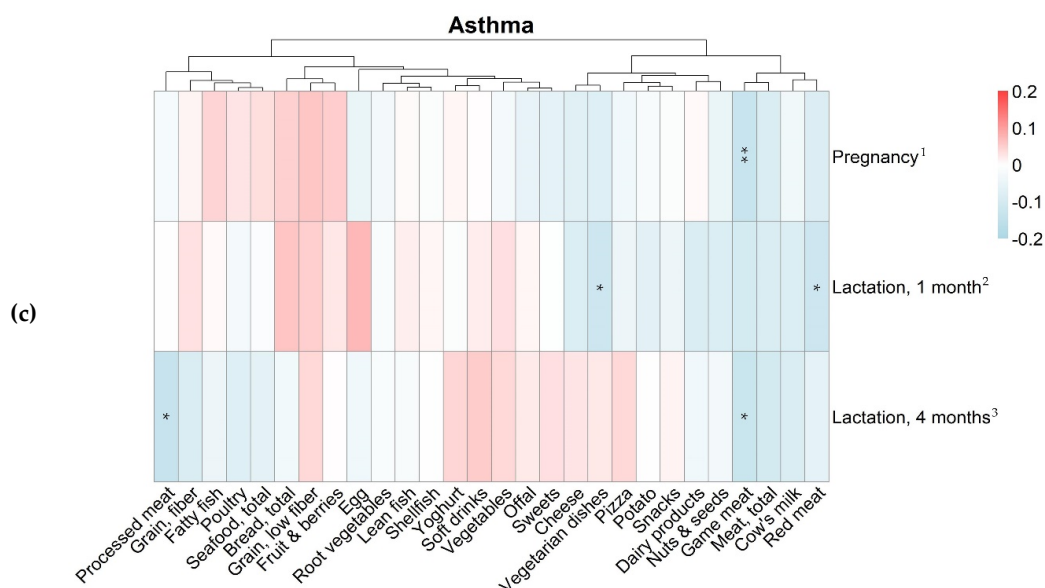 Asthma
0.2
0.1
0
-0.1
-0.2
**
Pregnancy1
*
*
Lactation, 1 month2
(c)
*
*
Lactation, 4 months3
Processed meat
Grain, fiber
Fatty fish
Poultry
Seafood, total
Bread, total
Grain, low fiber
Fruit & berries
Egg
Root vegetables
Lean fish
Shellfish
Yoghurt
Soft drinks
Vegetables
Offal
Sweets
Cheese
Vegetarian dishes
Pizza
Potato
Snacks
Dairy products
Nuts & seeds
Game meat
Meat, total
Cow's milk
Red meat